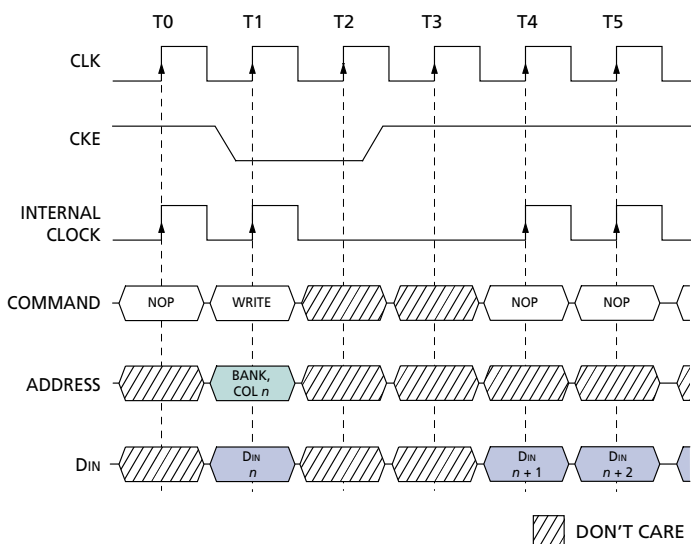 T0 T1 T2 T3 T4 T5
CLK
CKE
INTERNAL
CLOCK
COMMAND NOP WRITE NOP NOP
ADDRESS BANK,
COL n
DIN DIN
n DIN
n + 1 DIN
n + 2
DON'T CARE